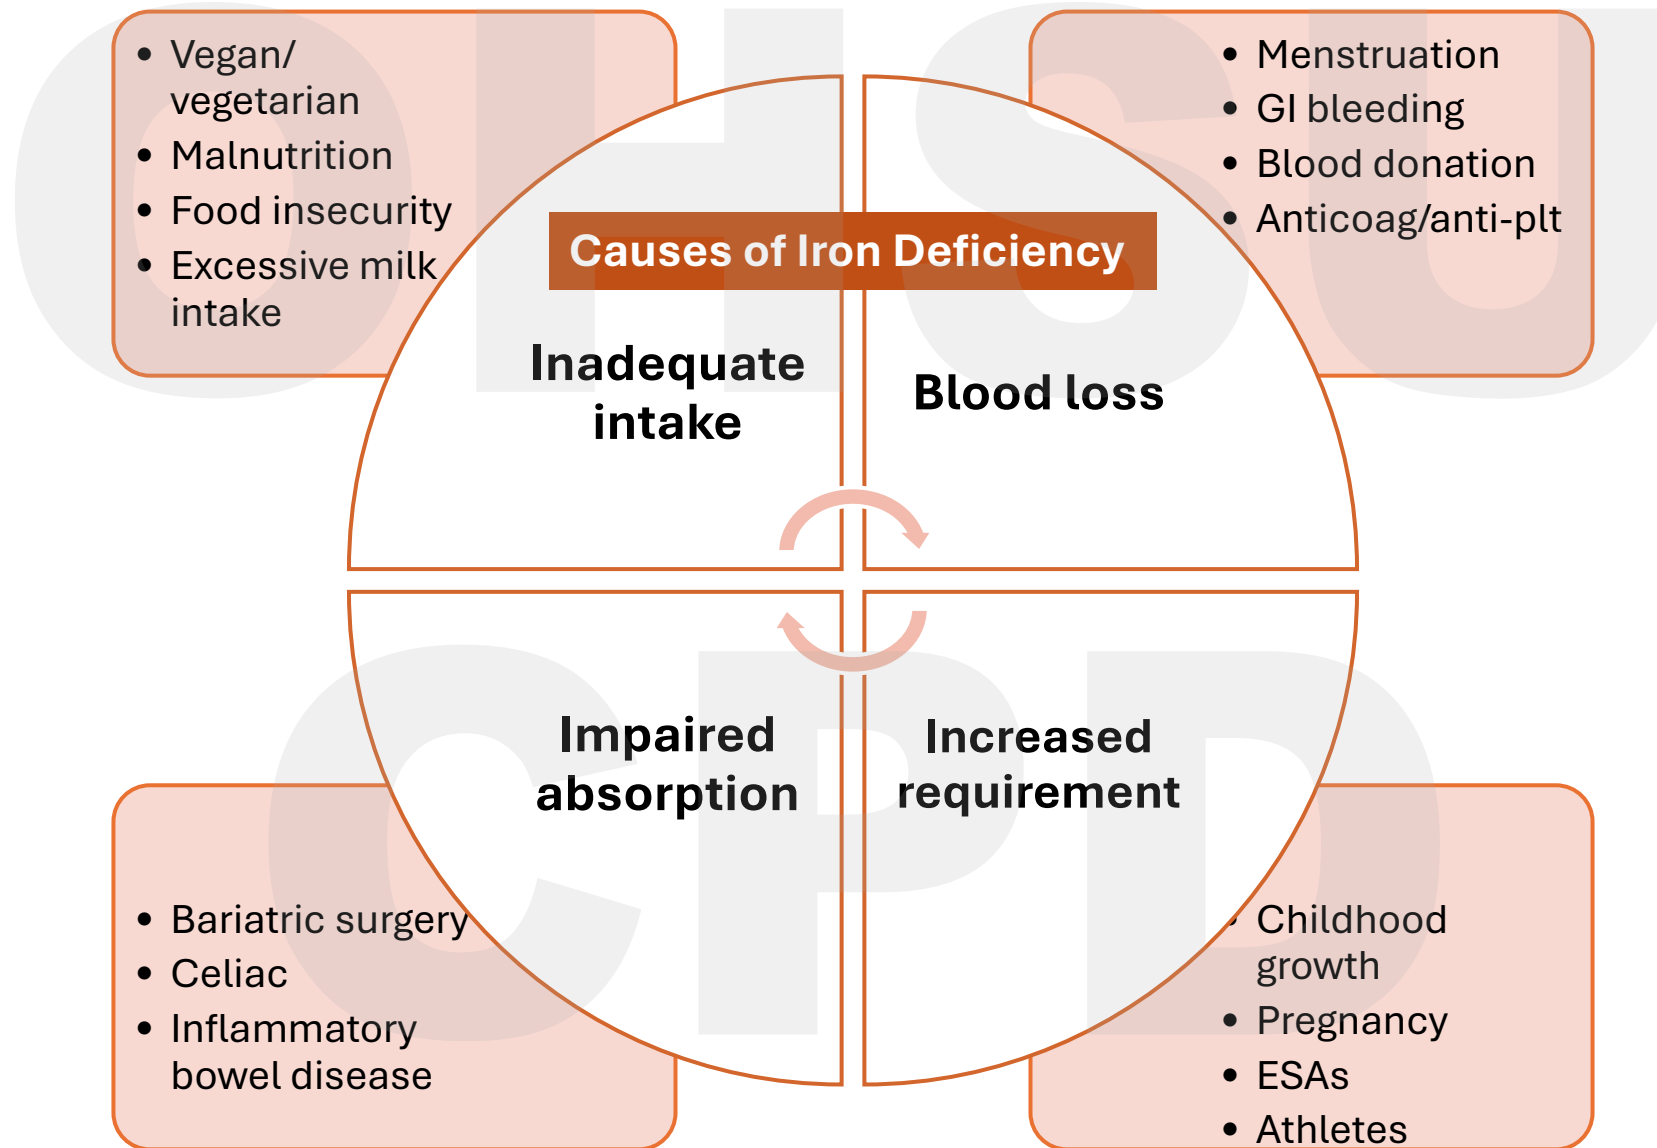 • Vegan/
vegetarian
• Malnutrition
• Food insecurity
• Excessive milk
intake
• Menstruation
• GI bleeding
• Blood donation
• Anticoag/anti-plt
Causes of Iron Deficiency
Inadequate
intake
Blood loss
Impaired
absorption
Increased
requirement
• Bariatric surgery
• Celiac
• Inflammatory
bowel disease
• Childhood
growth
• Pregnancy
• ESAs
• Athletes
OHSU
CPD